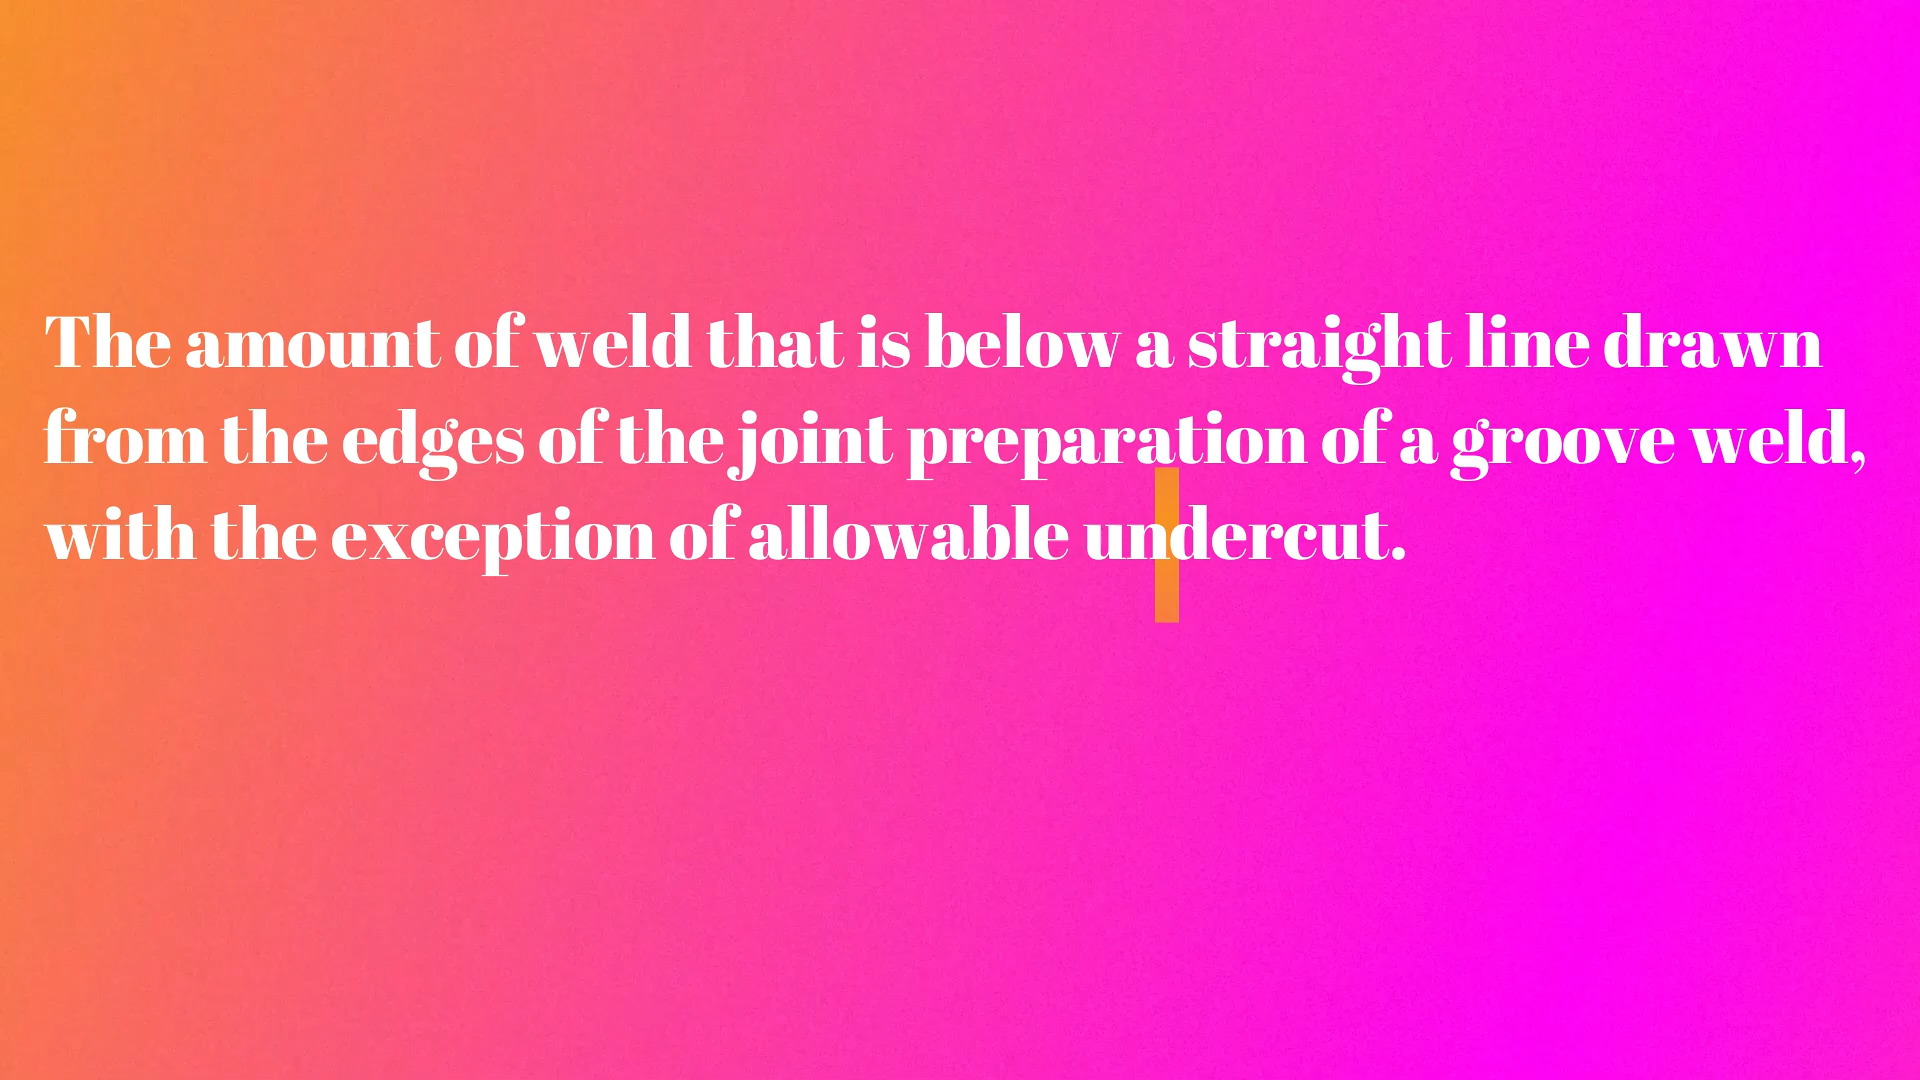 The amount of weld that is below a straight line drawn
from the edges of the joint preparation of a groove weld,
with the exception of allowable undercut.